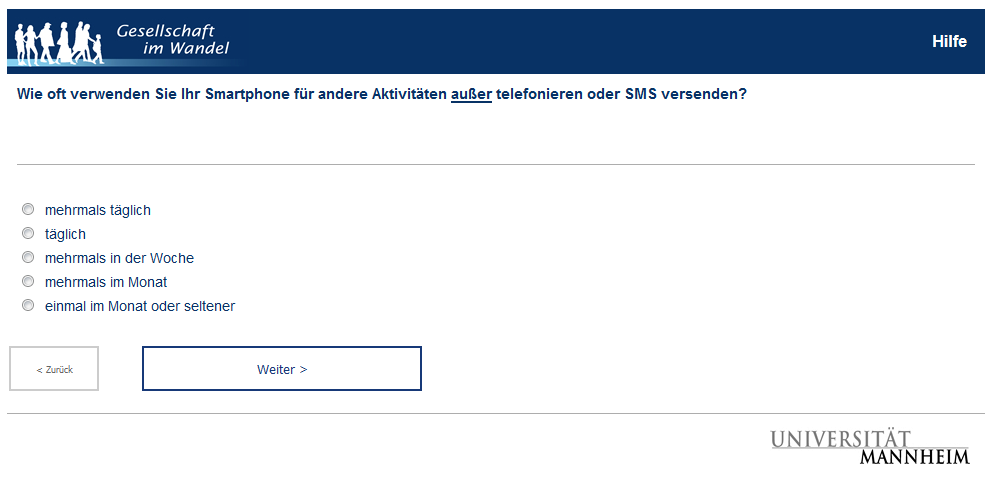 Gesellschaft
im Wandel
Hilfe
Wie oft verwenden Sie Ihr Smartphone für andere Aktivitäten außer telefonieren oder SMS versenden?
mehrmals täglich
täglich
mehrmals in der Woche
mehrmals im Monat
einmal im Monat oder seltener
< Zurück
Weiter >
UNIVERSITÄT
MANNHEIM